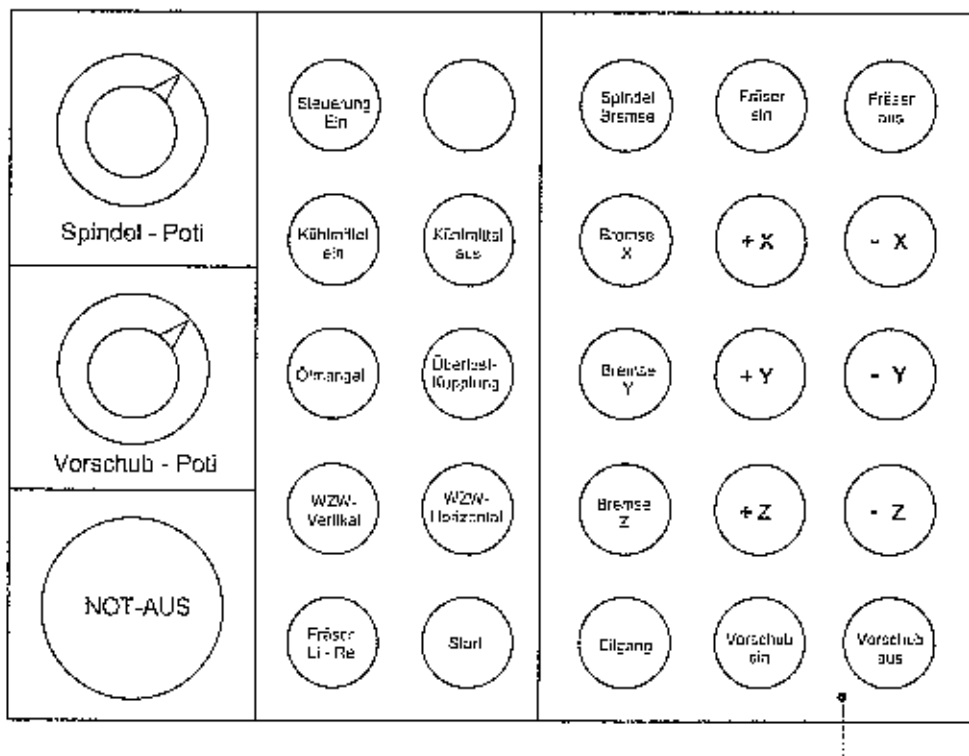 Spindel - Poti
Vorschub - Poti
NOT-AUS
Steuerung
Ein
Kühlmittel
ein
Kühlmittel
aus
Ölmangel
Überlast-
Kupplung
WZW-
Vertikal
WZW-
Horizontal
Fräser
Li - Re
Start
Spindel
Bremse
Fräser
ein
Fräser
aus
Bremse
X
+ X
- X
Bremse
Y
+ Y
- Y
Bremse
Z
+ Z
- Z
Eilgang
Vorschub
ein
Vorschub
aus